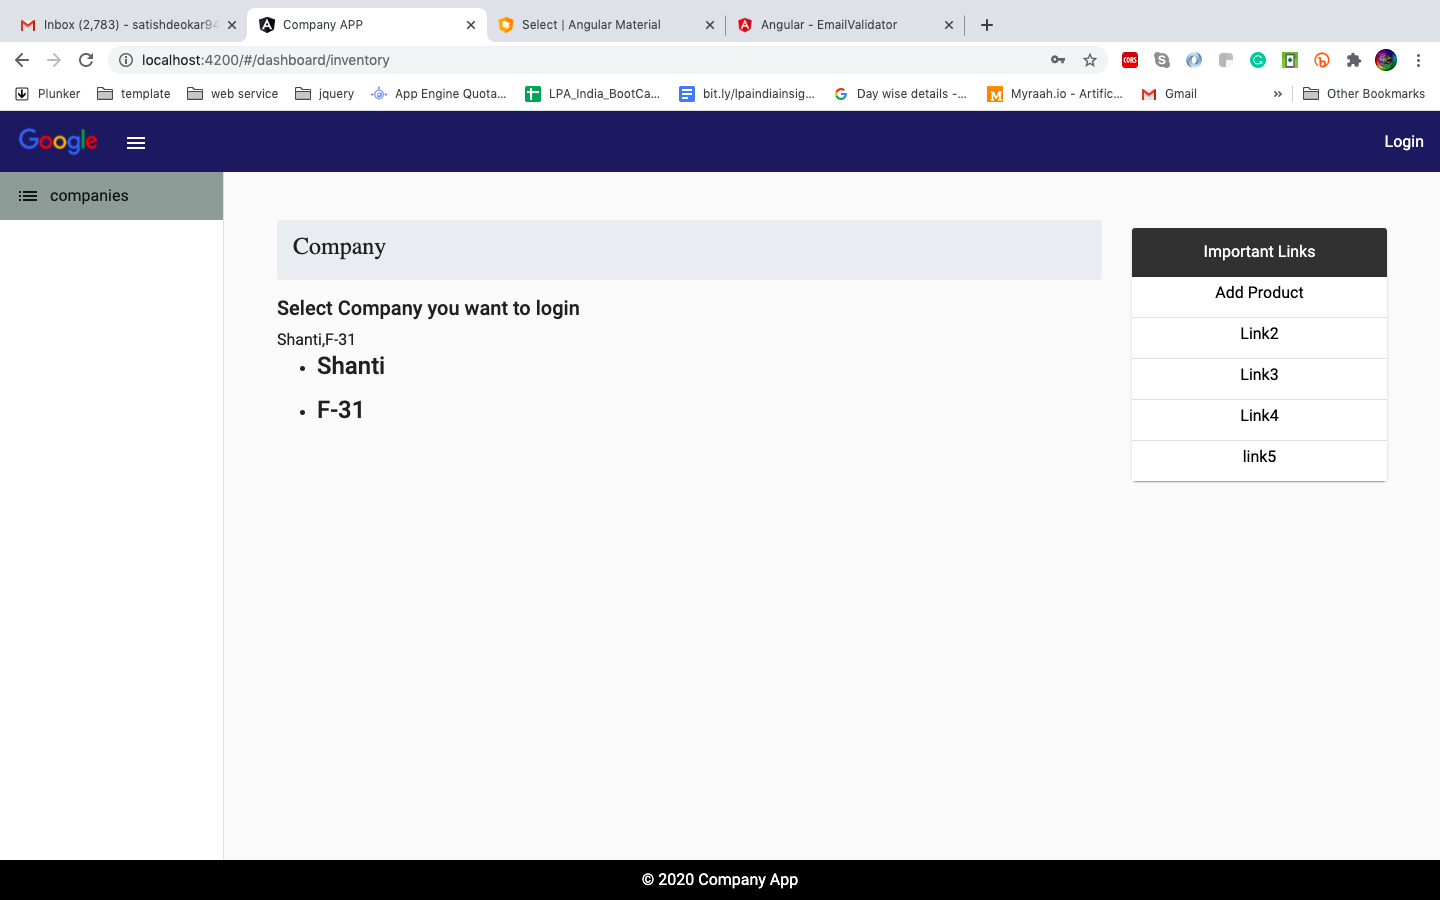 Inbox (2,783) - satishdeokar94
Company APP
Select | Angular Material
Angular - EmailValidator
localhost:4200/#/dashboard/inventory
CORS
Plunker
template
web service
jquery
App Engine Quota...
LPA_India_BootCa...
bit.ly/lpaindiainsig...
Day wise details -...
Myraah.io - Artific...
Gmail
»
Other Bookmarks
Google
Login
companies
Company
Select Company you want to login
Shanti,F-31
• Shanti
• F-31
Important Links
Add Product
Link2
Link3
Link4
link5
© 2020 Company App